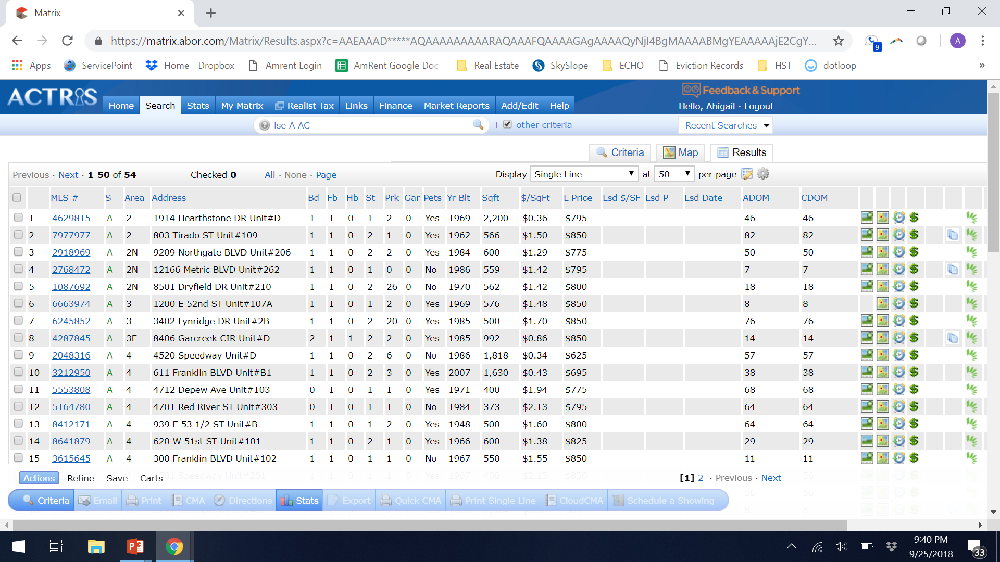 Matrix
https://matrix.abor.com/Matrix/Results.aspx?c=AAEAAAD*****AQAAAAAAAAAARAQAAAFQAAAAGAgAAAAQyNjI4BgMAAAABMgYEAAAAAjE2CgY...
9
A
Apps ServicePoint Home - Dropbox Amrent Login AmRent Google Doc Real Estate SkySlope ECHO Eviction Records HST dotloop »
ACTRIS
Feedback & Support
Home Search Stats My Matrix Realist Tax Links Finance Market Reports Add/Edit Help
Hello, Abigail · Logout
lse A AC + other criteria Recent Searches
Criteria Map Results
Previous · Next · 1-50 of 54 Checked 0 All · None · Page Display Single Line at 50 per page
MLS # S Area Address Bd Fb Hb St Prk Gar Pets Yr Blt Sqft $/SqFt L Price Lsd $/SF Lsd P Lsd Date ADOM CDOM
1 4629815 A 2 1914 Hearthstone DR Unit#D 1 1 0 1 2 0 Yes 1969 2,200 $0.36 $795 46 46
2 7977977 A 2 803 Tirado ST Unit#109 1 1 0 2 1 0 Yes 1962 566 $1.50 $850 82 82
3 2918969 A 2N 9209 Northgate BLVD Unit#206 1 1 0 2 2 0 Yes 1984 600 $1.29 $775 50 50
4 2768472 A 2N 12166 Metric BLVD Unit#262 1 1 0 1 0 0 No 1986 559 $1.42 $795 7 7
5 1087692 A 2N 8501 Dryfield DR Unit#210 1 1 0 2 26 0 No 1970 562 $1.42 $800 18 18
6 6663974 A 3 1200 E 52nd ST Unit#107A 1 1 0 1 2 0 Yes 1969 576 $1.48 $850 8 8
7 6245852 A 3 3402 Lynridge DR Unit#2B 1 1 0 2 20 0 Yes 1985 500 $1.70 $850 76 76
8 4287845 A 3E 8406 Garcreek CIR Unit#D 2 1 1 2 2 0 Yes 1985 992 $0.86 $850 14 14
9 2048316 A 4 4520 Speedway Unit#D 1 1 0 2 6 0 No 1986 1,818 $0.34 $625 57 57
10 3212950 A 4 611 Franklin BLVD Unit#B1 1 1 0 2 3 0 Yes 2007 1,630 $0.43 $695 38 38
11 5553808 A 4 4712 Depew Ave Unit#103 0 1 0 1 1 0 Yes 1971 400 $1.94 $775 68 68
12 5164780 A 4 4701 Red River ST Unit#303 0 1 0 1 1 0 No 1984 373 $2.13 $795 64 64
13 8412171 A 4 939 E 53 1/2 ST Unit#B 1 1 0 1 2 0 Yes 1948 500 $1.60 $800 64 64
14 8641879 A 4 620 W 51st ST Unit#101 1 1 0 2 1 0 Yes 1966 600 $1.38 $825 29 29
15 3615645 A 4 300 Franklin BLVD Unit#102 1 1 0 1 1 0 No 1967 550 $1.55 $850 11 11
Speedway Unit#201 1 1 0 1 1 0 Yes 1967 400 $2.13 $850 56
Actions Refine Save Carts [1] 2 · Previous · Next
56 56
Criteria Email Print CMA Directions Stats Export Quick CMA Print Single Line CloudCMA Schedule a Showing
8 8
9:40 PM
9/25/2018
33